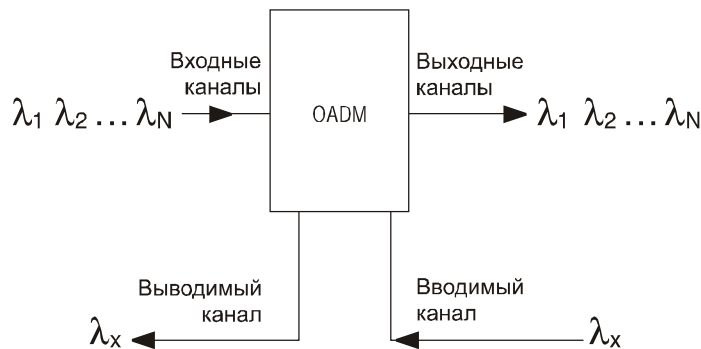 Входные
каналы
λ1 λ2 ... λN
OADM
Выходные
каналы
λ1 λ2 ... λN
Выводимый
канал
λx
Вводимый
канал
λx